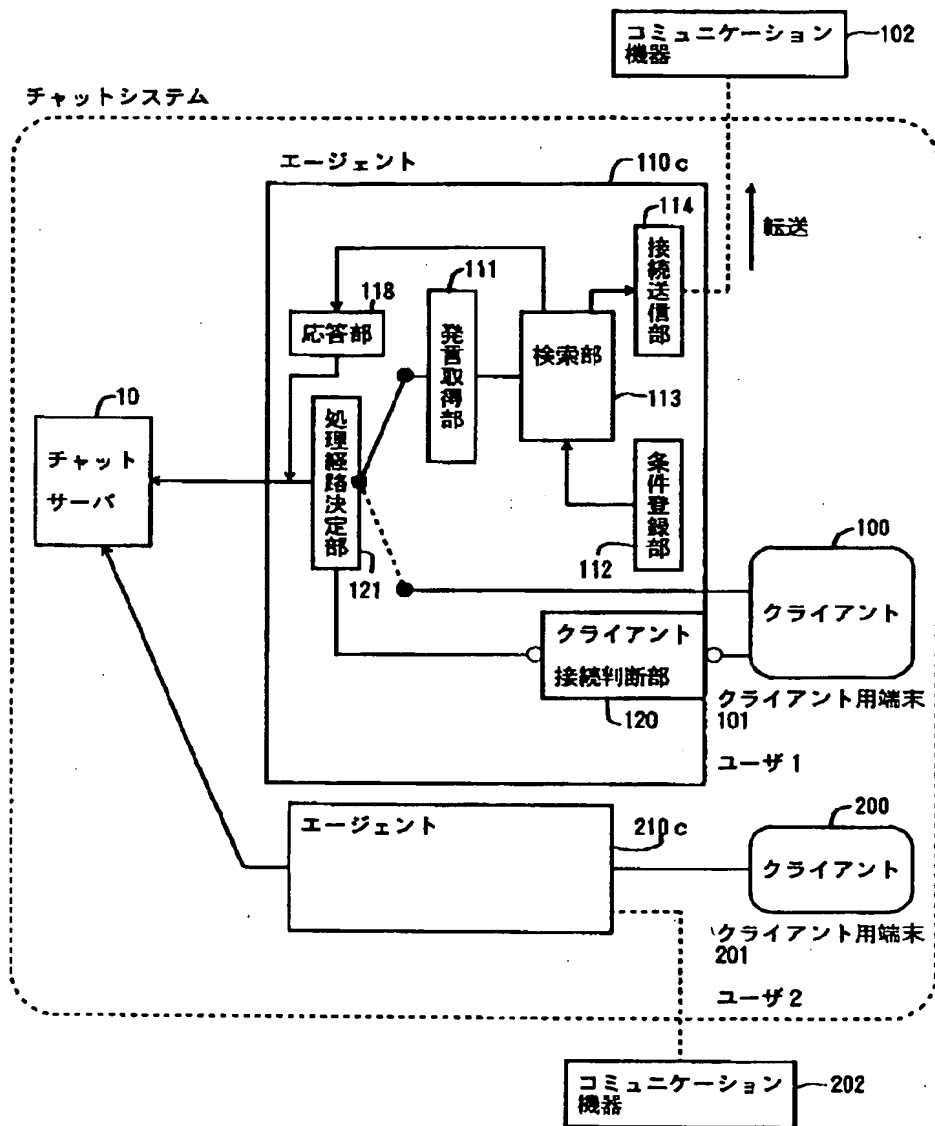 コミュニケーション
機器
102
チャットシステム
エージェント
110c
114
接続送信部
転送
111
発言取得部
118
応答部
検索部
113
10
チャット
サーバ
処理経路決定部
121
条件登録部
112
100
クライアント
クライアント
接続判断部
120
クライアント用端末
101
ユーザ1
エージェント
210c
200
クライアント
クライアント用端末
201
ユーザ2
コミュニケーション
機器
202